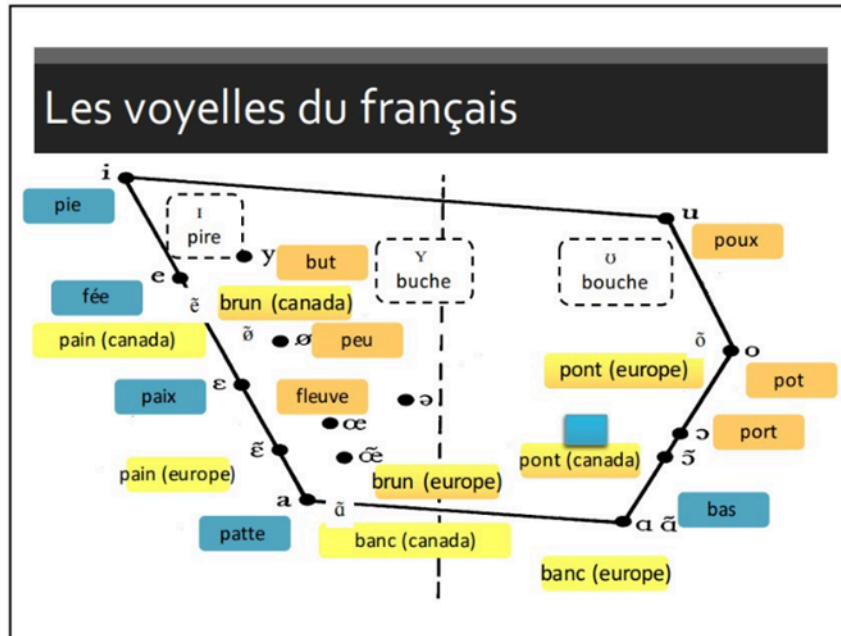 Les voyelles du français
i
pie
I
pire
y
but
Y
buche
Ʊ
bouche
u
poux
e
fée
ẽ
brun (canada)
pain (canada)
ø̃
ø
peu
õ
o
pont (europe)
pot
ɛ
paix
fleuve
ə
œ
ɔ
port
ɛ̃
œ̃
pont (canada)
ɔ̃
pain (europe)
brun (europe)
a
ã
ɑ ɑ̃
bas
patte
banc (canada)
banc (europe)